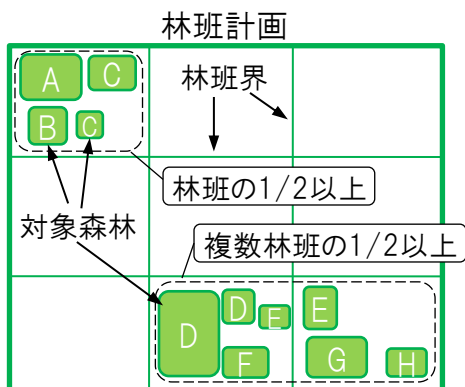 林班計画
A C
林班界
B C
林班の1/2以上
対象森林
複数林班の1/2以上
D D E E
F G H